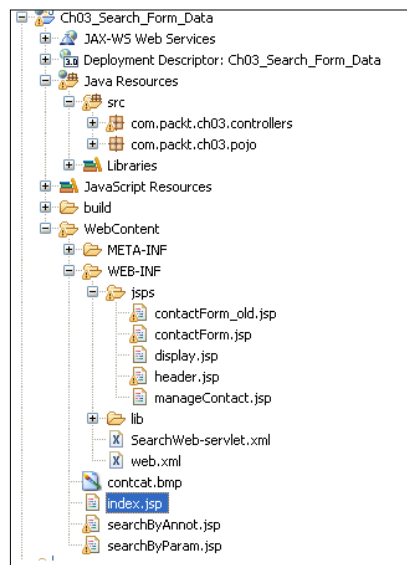 Ch03_Search_Form_Data
JAX-WS Web Services
3.0 Deployment Descriptor: Ch03_Search_Form_Data
Java Resources
src
com.packt.ch03.controllers
com.packt.ch03.pojo
Libraries
JavaScript Resources
build
WebContent
META-INF
WEB-INF
jsps
contactForm_old.jsp
contactForm.jsp
display.jsp
header.jsp
manageContact.jsp
lib
X SearchWeb-servlet.xml
X web.xml
contcat.bmp
index.jsp
searchByAnnot.jsp
searchByParam.jsp